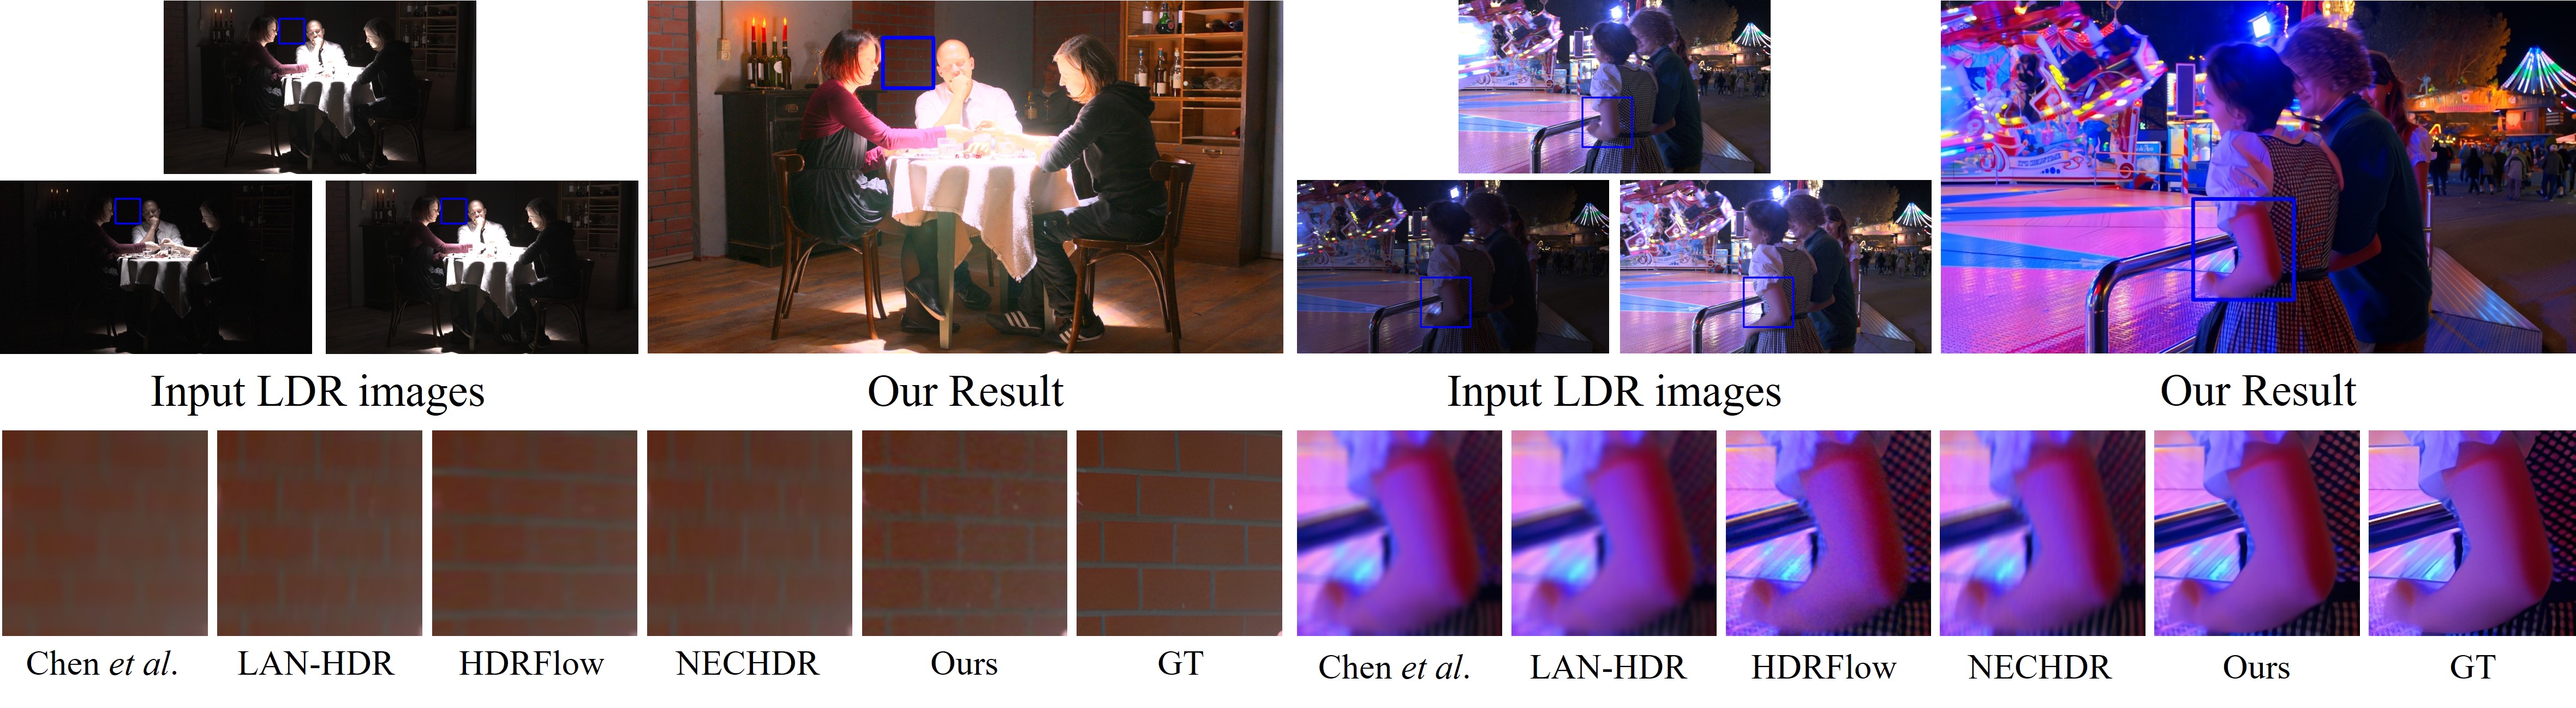 Input LDR images
Our Result
Input LDR images
Our Result
Chen et al.
LAN-HDR
HDRFlow
NECHDR
Ours
GT
Chen et al.
LAN-HDR
HDRFlow
NECHDR
Ours
GT